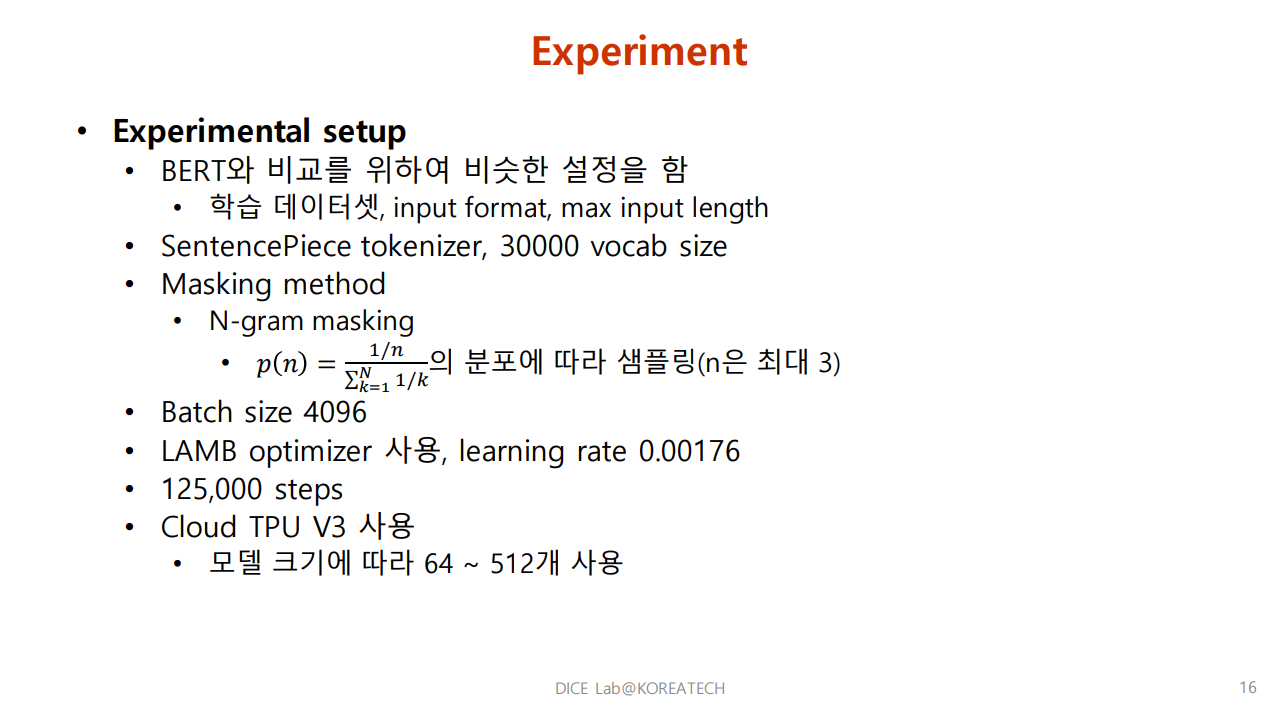 Experiment
• Experimental setup
• BERT와 비교를 위하여 비슷한 설정을 함
• 학습 데이터셋, input format, max input length
• SentencePiece tokenizer, 30000 vocab size
• Masking method
• N-gram masking
• p(n) = \frac{1/n}{\sum_{k=1}^{N} 1/k}의 분포에 따라 샘플링(n은 최대 3)
• Batch size 4096
• LAMB optimizer 사용, learning rate 0.00176
• 125,000 steps
• Cloud TPU V3 사용
• 모델 크기에 따라 64 ~ 512개 사용
DICE Lab@KOREATECH
16